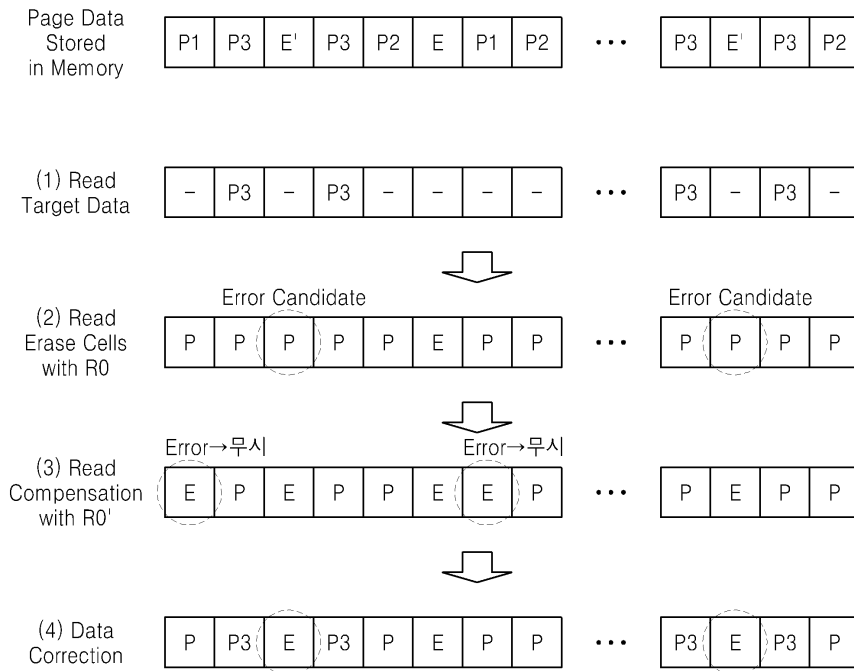 Page Data
Stored
in Memory
P1 P3 E' P3 P2 E P1 P2 ••• P3 E' P3 P2
(1) Read
Target Data
– P3 – P3 – – – – ••• P3 – P3 –
Error Candidate Error Candidate
(2) Read
Erase Cells
with R0
P P P P P E P P ••• P P P P
Error→무시 Error→무시
(3) Read
Compensation
with R0'
E P E P P E E P ••• P E P P
(4) Data
Correction
P P3 E P3 P E P P ••• P3 E P3 P